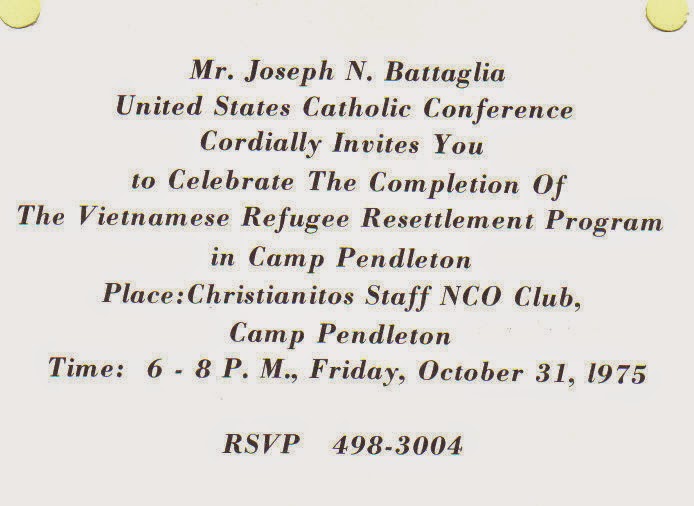 Mr. Joseph N. Battaglia
United States Catholic Conference
Cordially Invites You
to Celebrate The Completion Of
The Vietnamese Refugee Resettlement Program
in Camp Pendleton
Place:Christianitos Staff NCO Club,
Camp Pendleton
Time: 6 - 8 P. M., Friday, October 31, l975
RSVP 498-3004